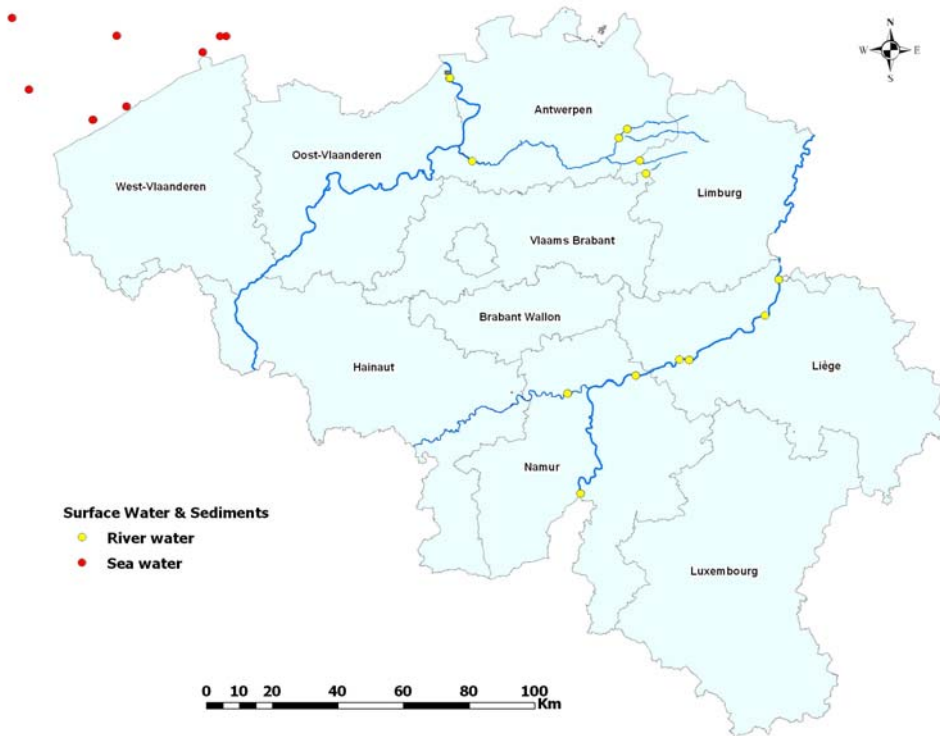 N
W E
S
Antwerpen
Oost-Vlaanderen
West-Vlaanderen
Limburg
Vlaams Brabant
Brabant Wallon
Hainaut
Liège
Namur
Surface Water & Sediments
River water
Sea water
Luxembourg
0 10 20 40 60 80 100
Km